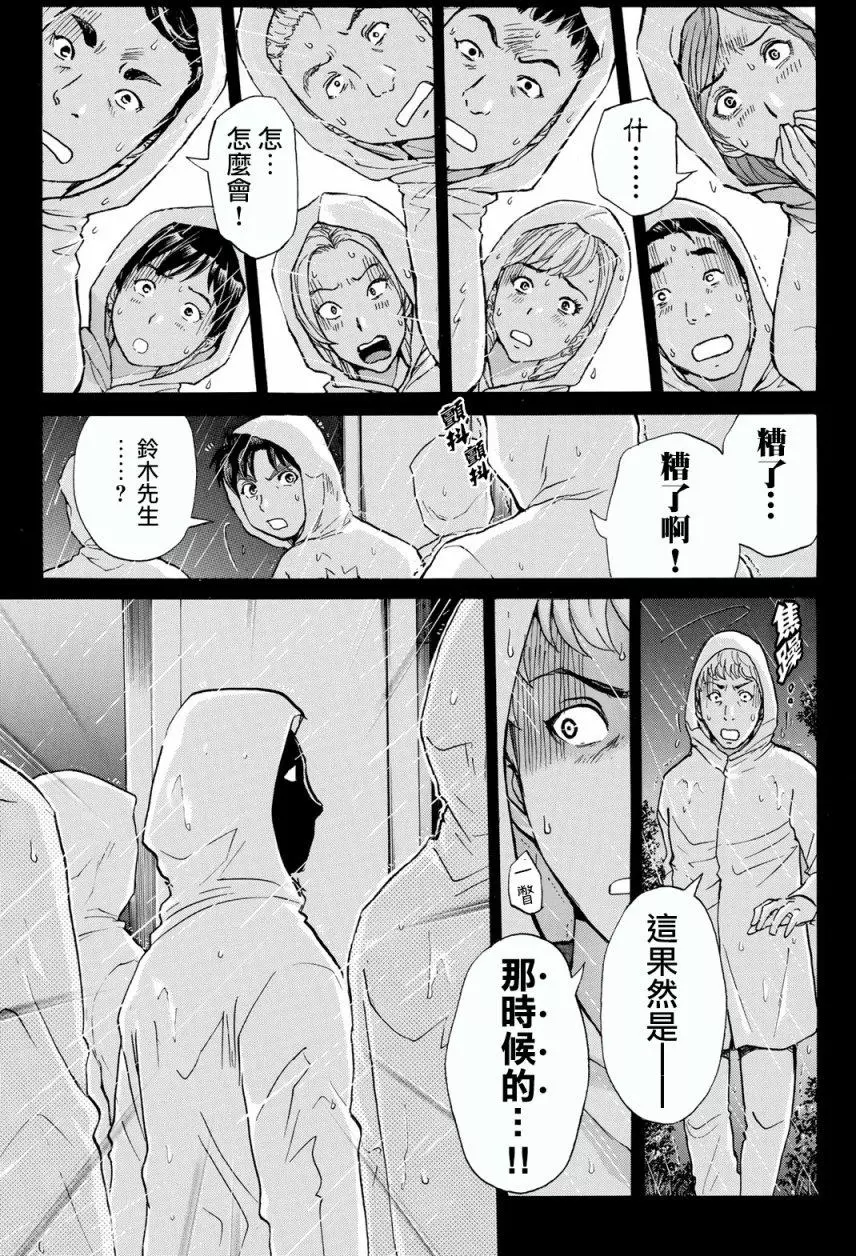 什……
怎…
怎麼會！
糟了…
糟了啊！
顫抖
顫抖
鈴木先生
……？
焦躁
這果然是——
一瞥
那時候的…!!